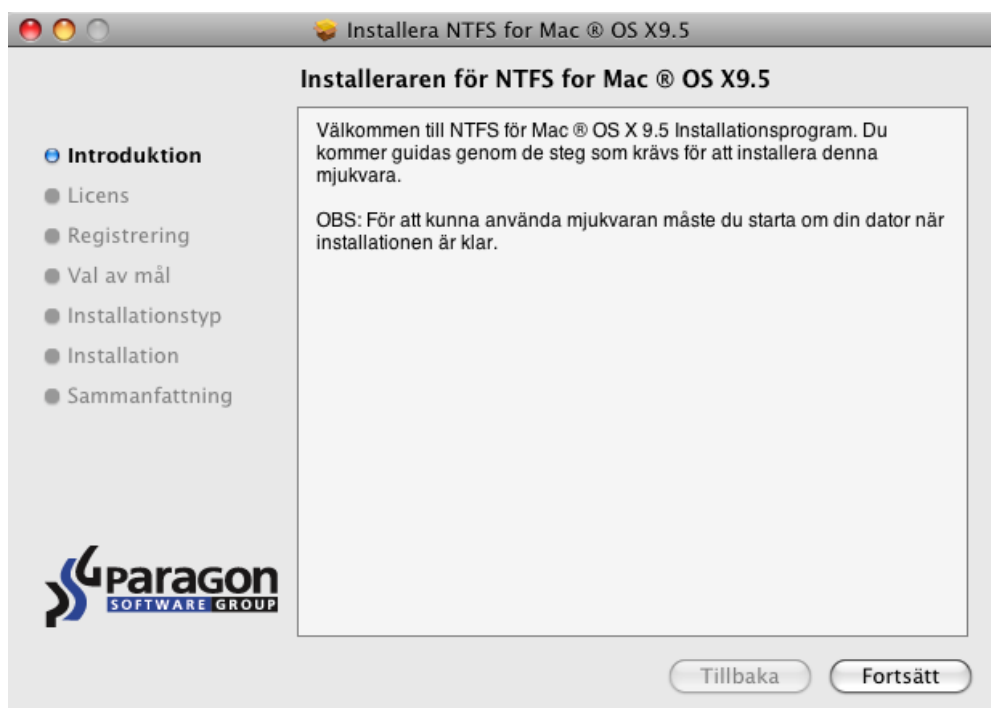 Installera NTFS for Mac ® OS X9.5
Installeraren för NTFS for Mac ® OS X9.5
Introduktion
Licens
Registrering
Val av mål
Installationstyp
Installation
Sammanfattning
Välkommen till NTFS för Mac ® OS X 9.5 Installationsprogram. Du
kommer guidas genom de steg som krävs för att installera denna
mjukvara.
OBS: För att kunna använda mjukvaran måste du starta om din dator när
installationen är klar.
Paragon
SOFTWARE GROUP
Tillbaka
Fortsätt